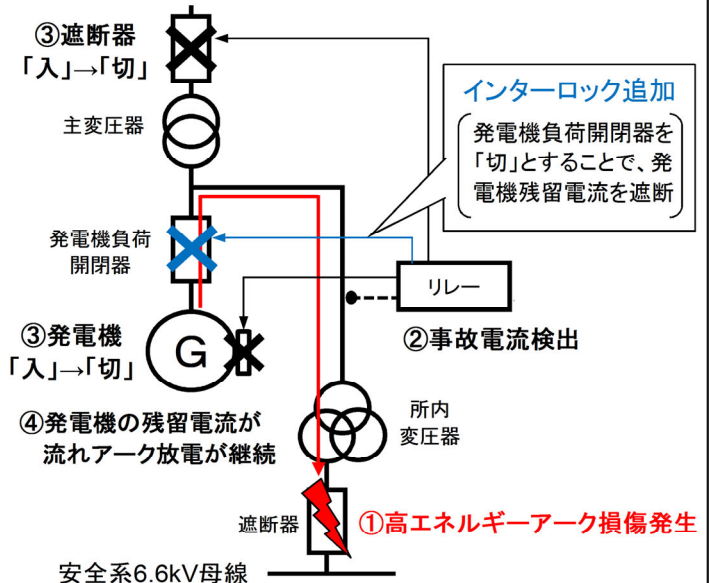 ③遮断器
「入」→「切」
主変圧器
インターロック追加
発電機負荷開閉器を
「切」とすることで、発
電機残留電流を遮断
発電機負荷
開閉器
リレー
②事故電流検出
③発電機
「入」→「切」
G
④発電機の残留電流が
流れアーク放電が継続
所内
変圧器
遮断器
①高エネルギーアーク損傷発生
安全系6.6kV母線